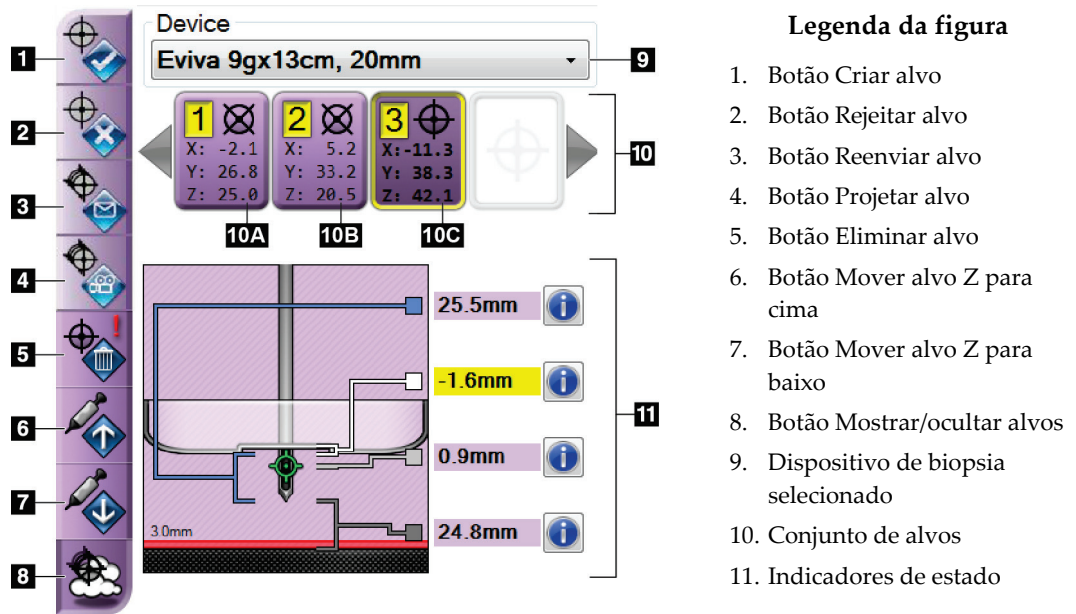 Device
Eviva 9gx13cm, 20mm
1
2
3
4
5
6
7
8
9
10
11
1
X: -2.1
Y: 26.8
Z: 25.0
2
X: 5.2
Y: 33.2
Z: 20.5
3
X:-11.3
Y: 38.3
Z: 42.1
10A
10B
10C
25.5mm
-1.6mm
0.9mm
24.8mm
3.0mm
Legenda da figura
1. Botão Criar alvo
2. Botão Rejeitar alvo
3. Botão Reenviar alvo
4. Botão Projetar alvo
5. Botão Eliminar alvo
6. Botão Mover alvo Z para
cima
7. Botão Mover alvo Z para
baixo
8. Botão Mostrar/ocultar alvos
9. Dispositivo de biopsia
selecionado
10. Conjunto de alvos
11. Indicadores de estado